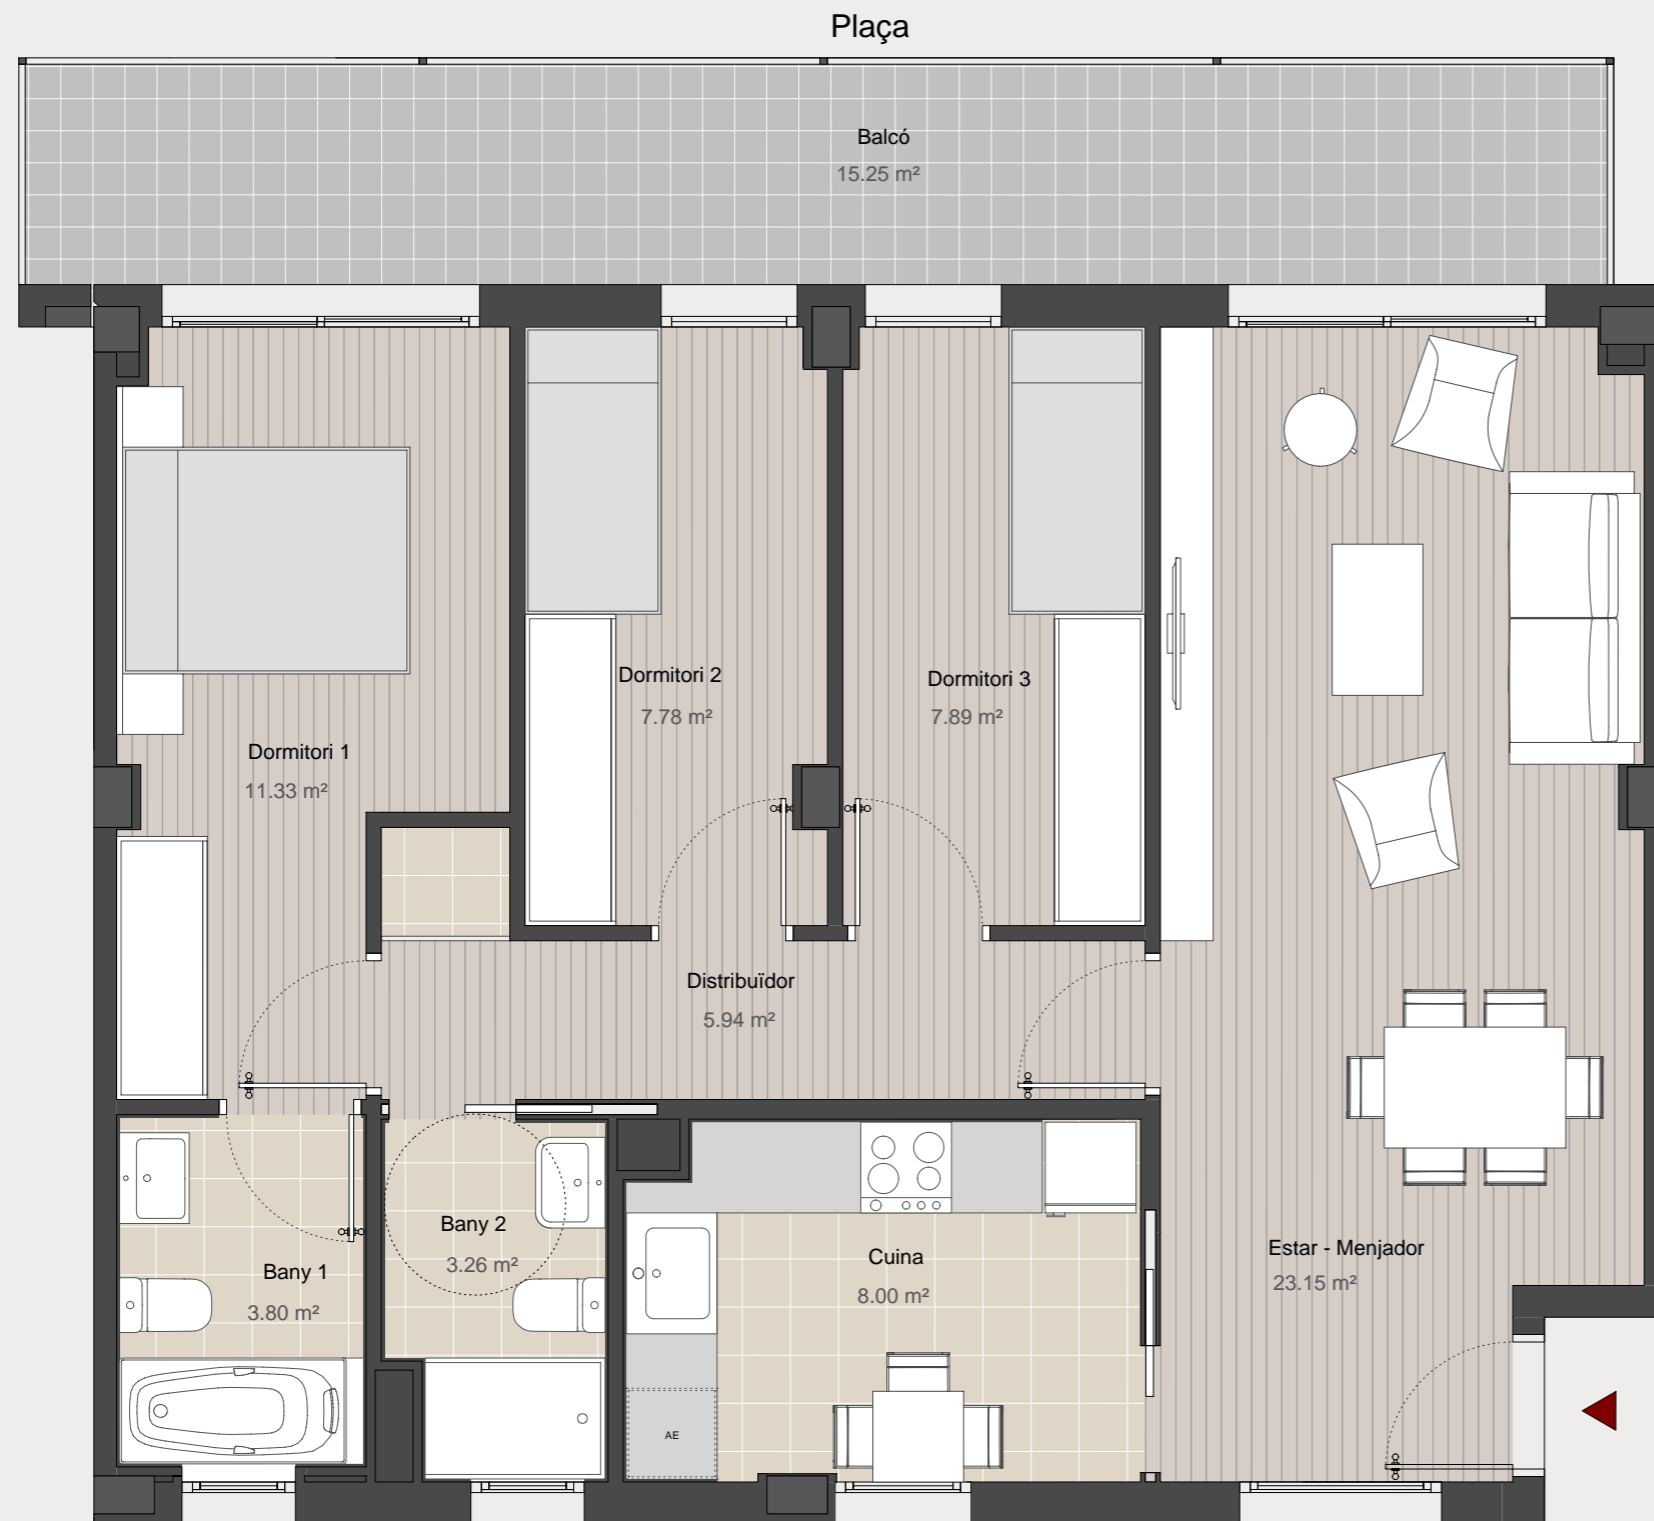 Plaça
Balcó
15.25 m²
Dormitori 1
11.33 m²
Dormitori 2
7.78 m²
Dormitori 3
7.89 m²
Distribuïdor
5.94 m²
Bany 1
3.80 m²
Bany 2
3.26 m²
Cuina
8.00 m²
AE
Estar - Menjador
23.15 m²